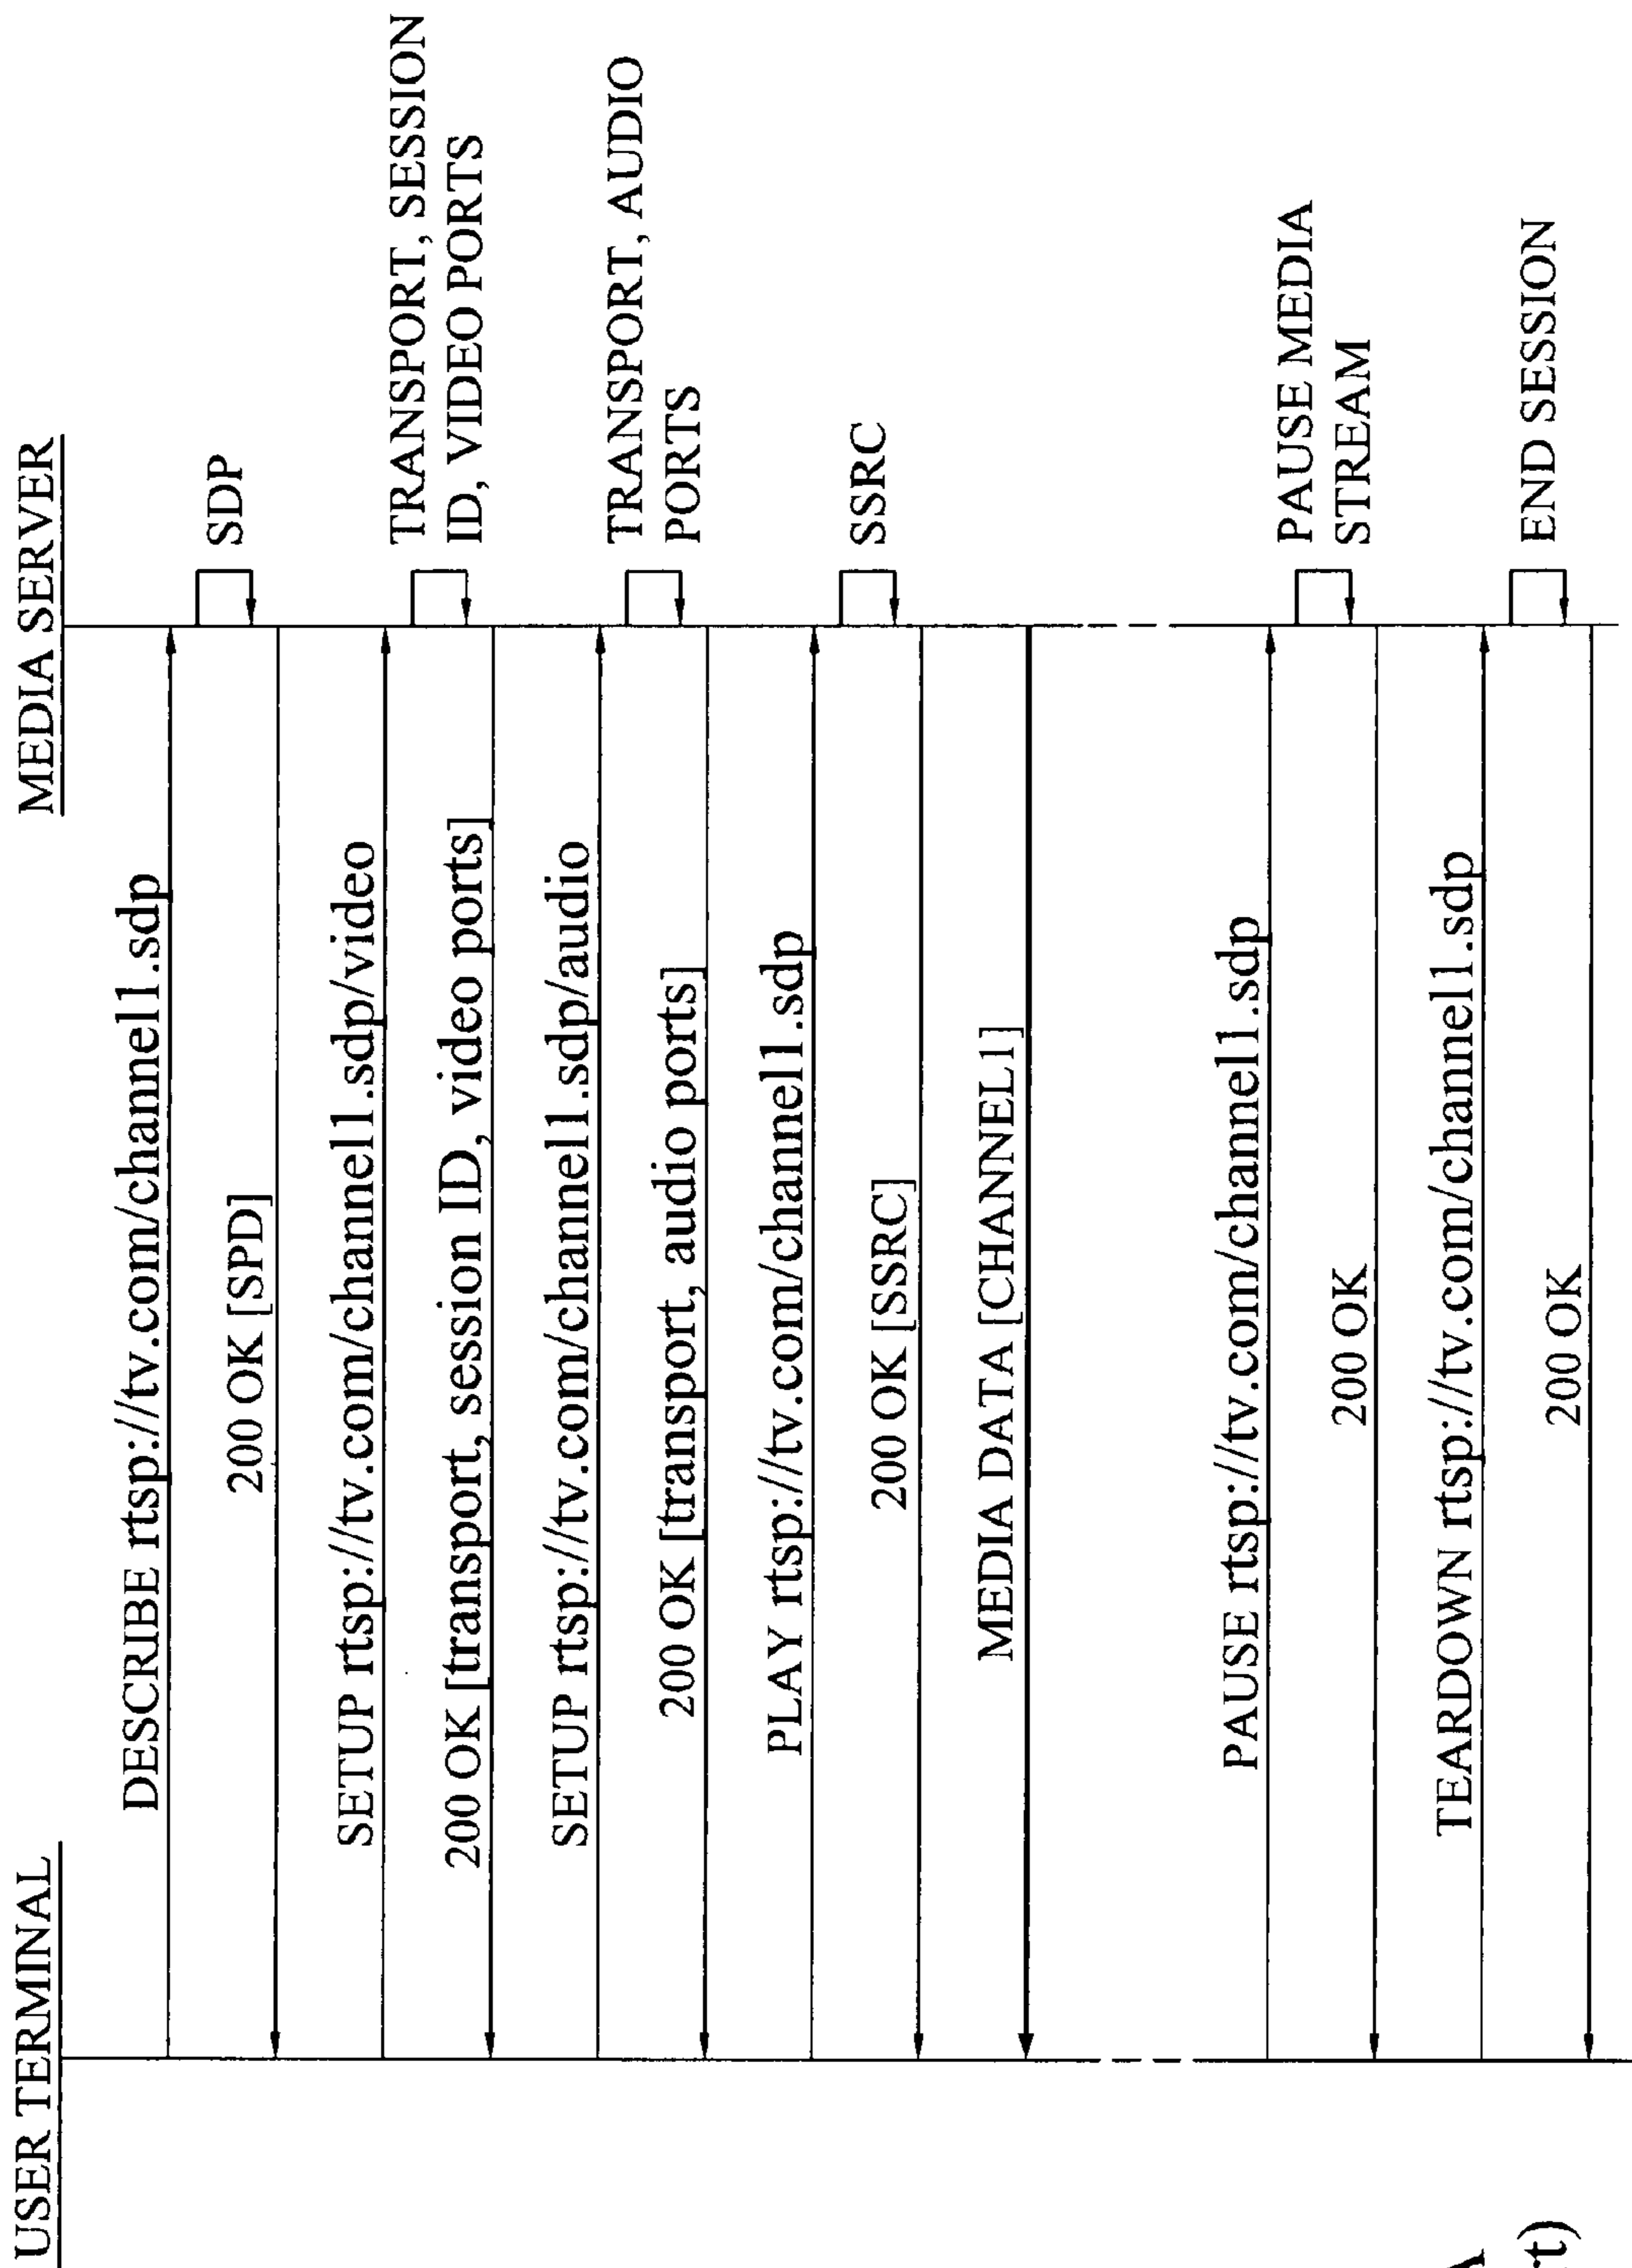 USER TERMINAL
MEDIA SERVER
DESCRIBE rtsp://tv.com/channel1.sdp
SDP
200 OK [SPD]
SETUP rtsp://tv.com/channel1.sdp/video
TRANSPORT, SESSION
ID, VIDEO PORTS
200 OK [transport, session ID, video ports]
SETUP rtsp://tv.com/channel1.sdp/audio
TRANSPORT, AUDIO
PORTS
200 OK [transport, audio ports]
PLAY rtsp://tv.com/channel1.sdp
SSRC
200 OK [SSRC]
MEDIA DATA [CHANNEL1]
PAUSE rtsp://tv.com/channel1.sdp
PAUSE MEDIA
STREAM
200 OK
TEARDOWN rtsp://tv.com/channel1.sdp
END SESSION
200 OK